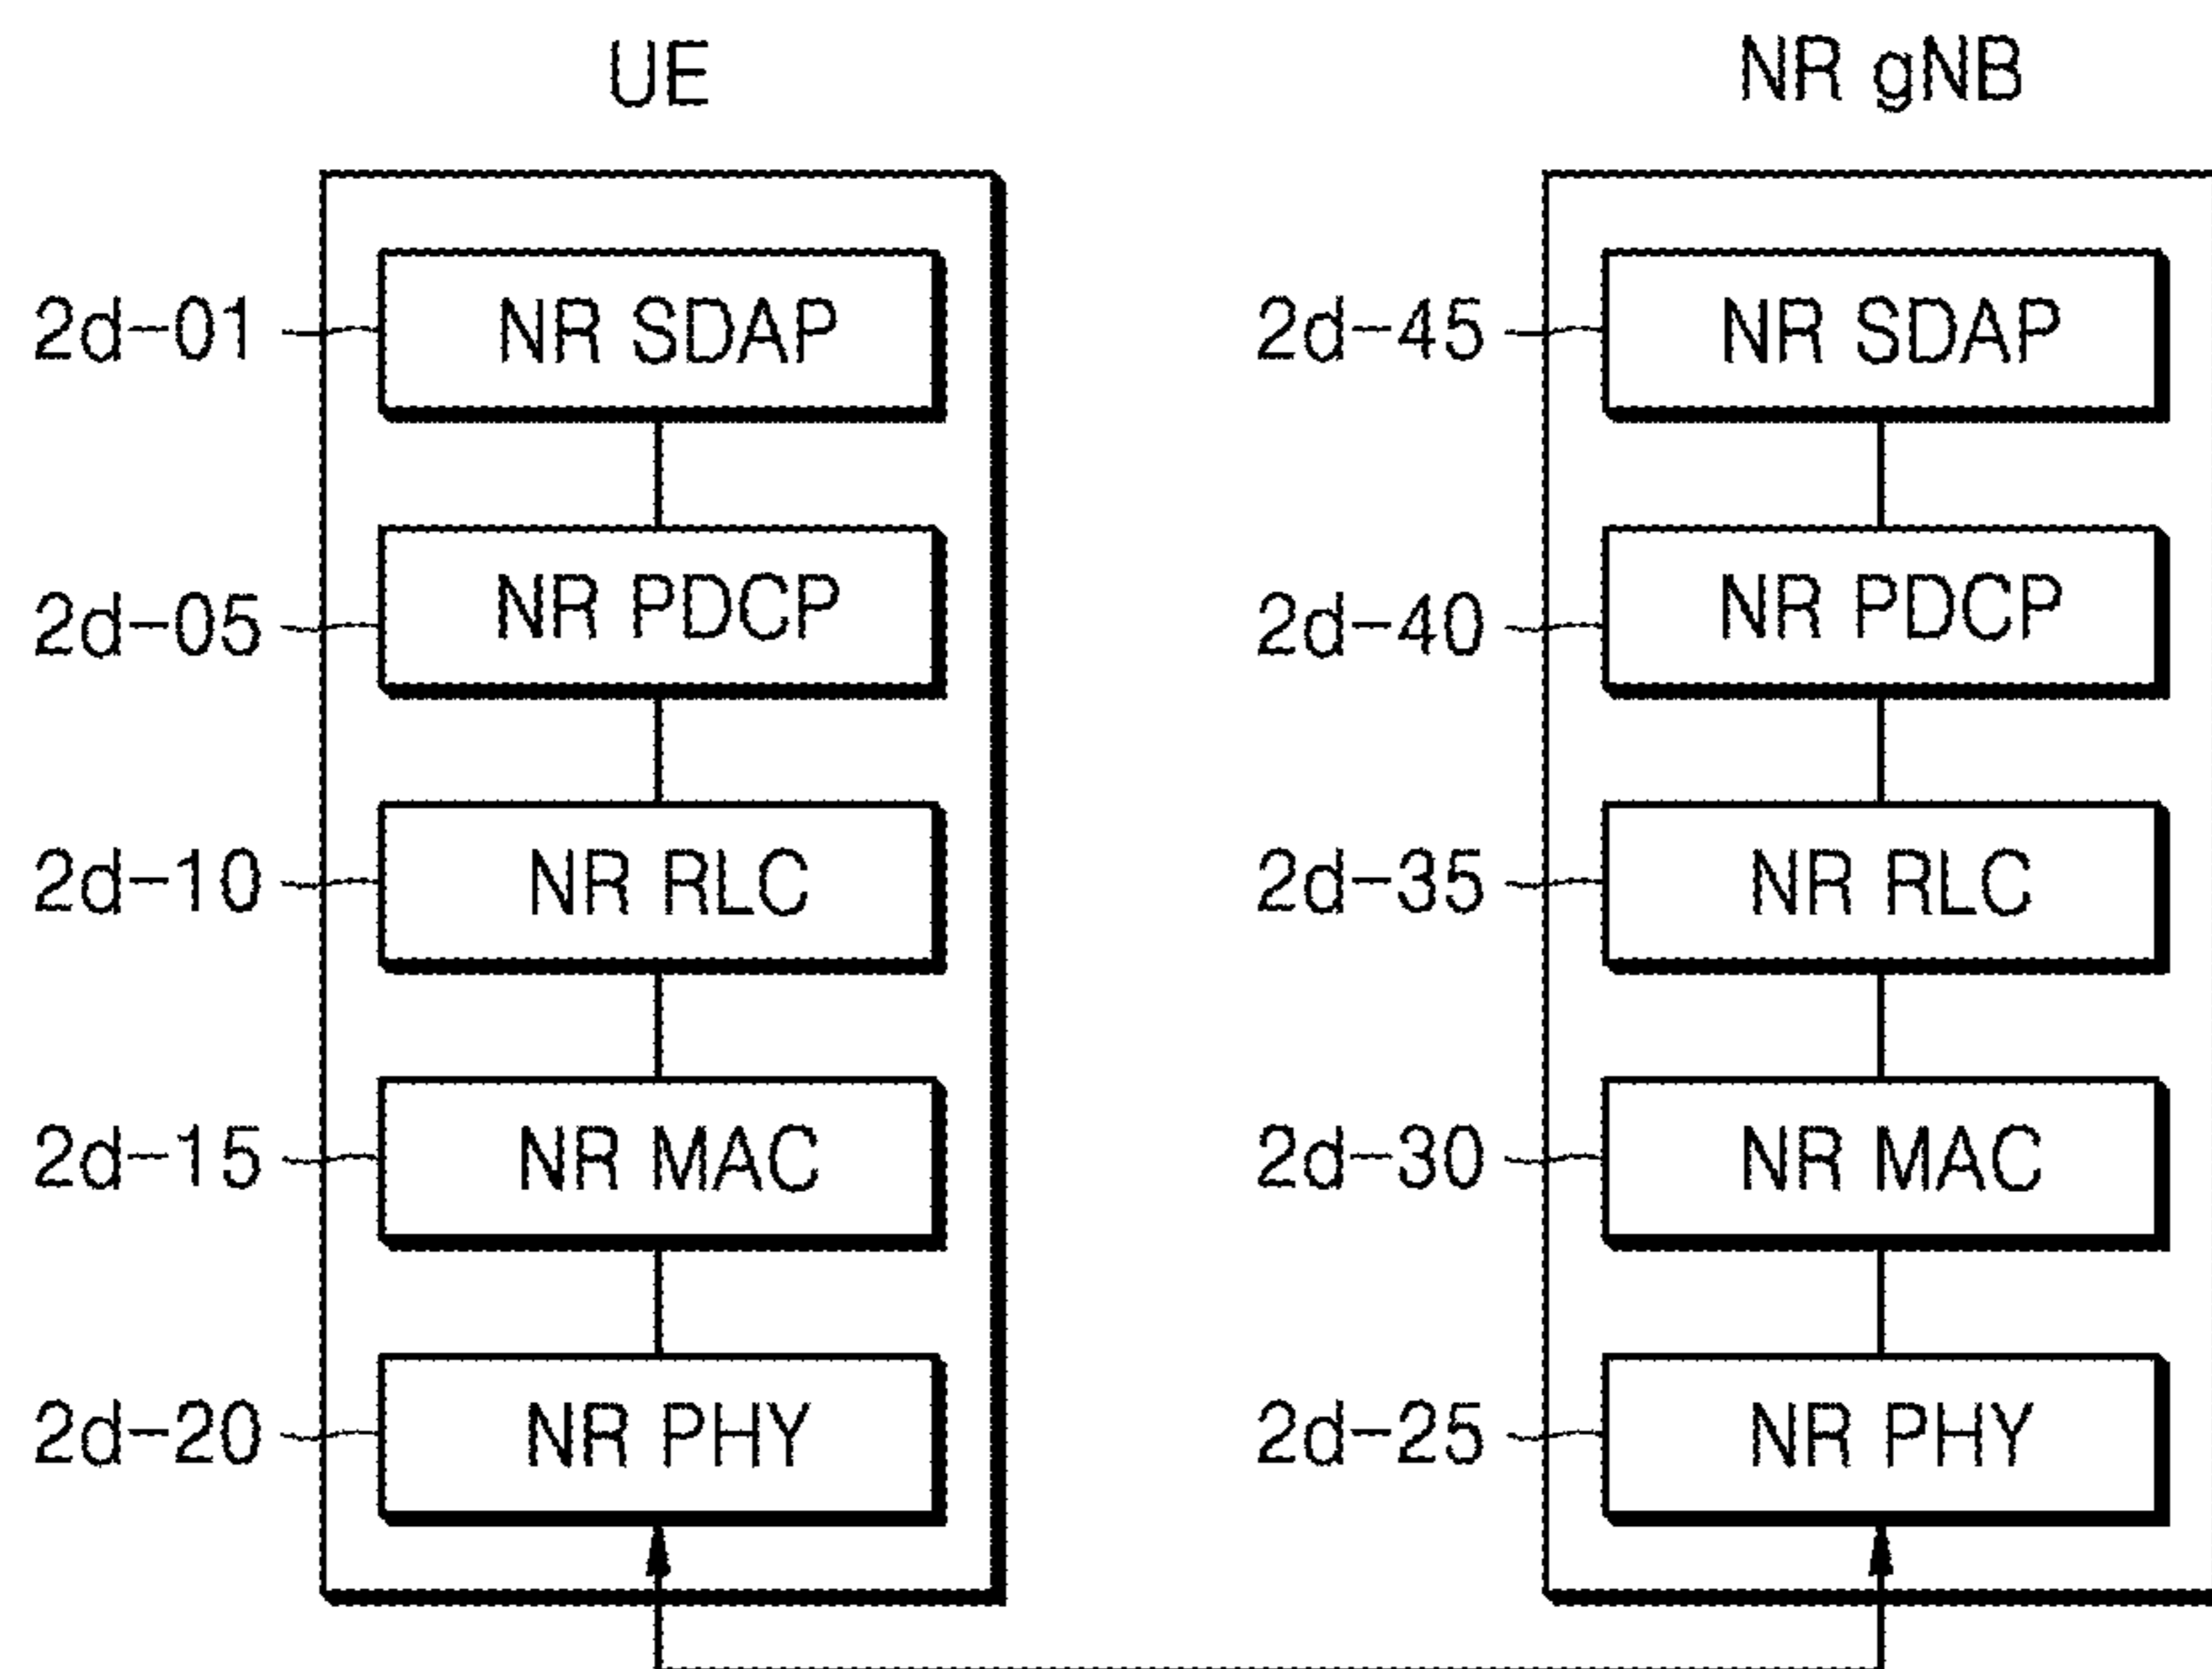 UE NR gNB
2d-01 NR SDAP 2d-45 NR SDAP
2d-05 NR PDCP 2d-40 NR PDCP
2d-10 NR RLC 2d-35 NR RLC
2d-15 NR MAC 2d-30 NR MAC
2d-20 NR PHY 2d-25 NR PHY